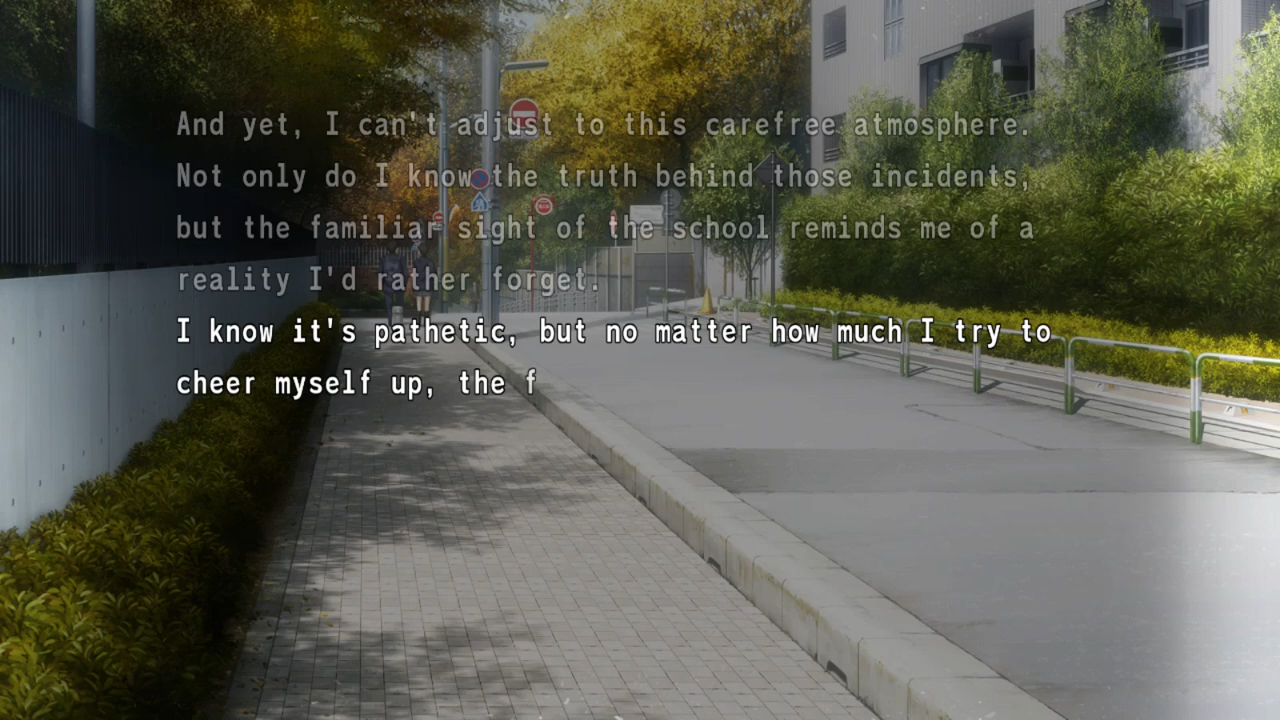 And yet, I can't adjust to this carefree atmosphere.
Not only do I know the truth behind those incidents,
but the familiar sight of the school reminds me of a
reality I'd rather forget.
I know it's pathetic, but no matter how much I try to
cheer myself up, the f